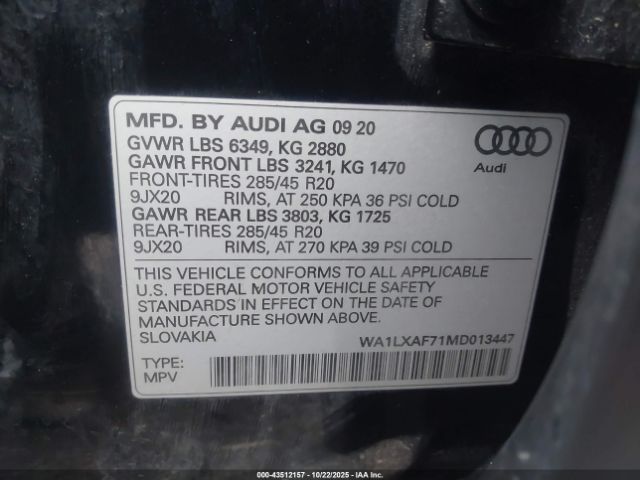 MFD. BY AUDI AG 09 20
GVWR LBS 6349, KG 2880
GAWR FRONT LBS 3241, KG 1470
FRONT-TIRES 285/45 R20
9JX20 RIMS, AT 250 KPA 36 PSI COLD
GAWR REAR LBS 3803, KG 1725
REAR-TIRES 285/45 R20
9JX20 RIMS, AT 270 KPA 39 PSI COLD
Audi
THIS VEHICLE CONFORMS TO ALL APPLICABLE
U.S. FEDERAL MOTOR VEHICLE SAFETY
STANDARDS IN EFFECT ON THE DATE OF
MANUFACTURE SHOWN ABOVE.
SLOVAKIA
WA1LXAF71MD013447
TYPE:
MPV
000-43512157 - 10/22/2025 - IAA Inc.